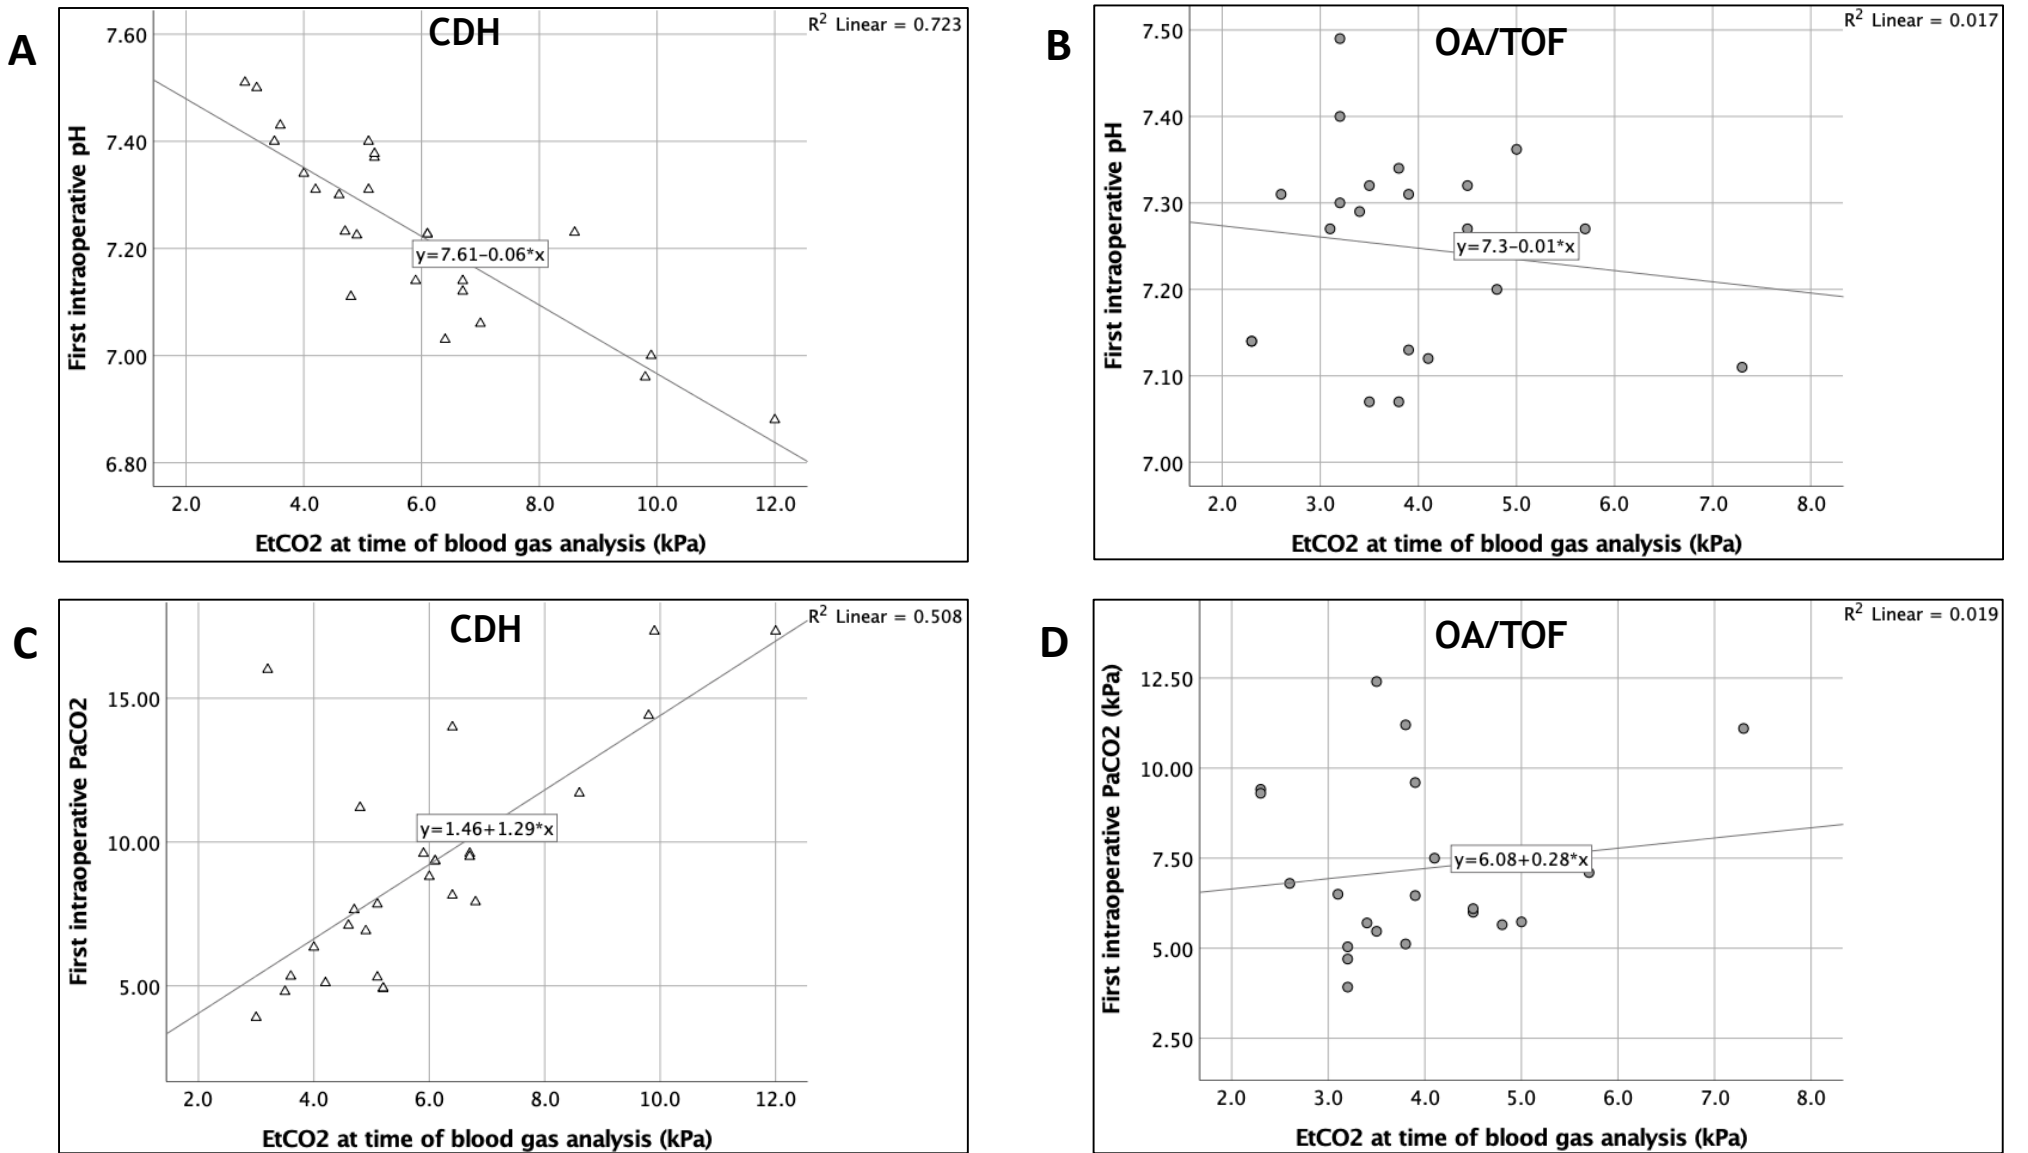 A
CDH
R² Linear = 0.723
First intraoperative pH
7.60
7.40
7.20
7.00
6.80
y=7.61−0.06*x
2.0 4.0 6.0 8.0 10.0 12.0
EtCO2 at time of blood gas analysis (kPa)
B
OA/TOF
R² Linear = 0.017
First intraoperative pH
7.50
7.40
7.30
7.20
7.10
7.00
y=7.3−0.01*x
2.0 3.0 4.0 5.0 6.0 7.0 8.0
EtCO2 at time of blood gas analysis (kPa)
C
CDH
R² Linear = 0.508
First intraoperative PaCO2
15.00
10.00
5.00
y=1.46+1.29*x
2.0 4.0 6.0 8.0 10.0 12.0
EtCO2 at time of blood gas analysis (kPa)
D
OA/TOF
R² Linear = 0.019
First intraoperative PaCO2 (kPa)
12.50
10.00
7.50
5.00
2.50
y=6.08+0.28*x
2.0 3.0 4.0 5.0 6.0 7.0 8.0
EtCO2 at time of blood gas analysis (kPa)